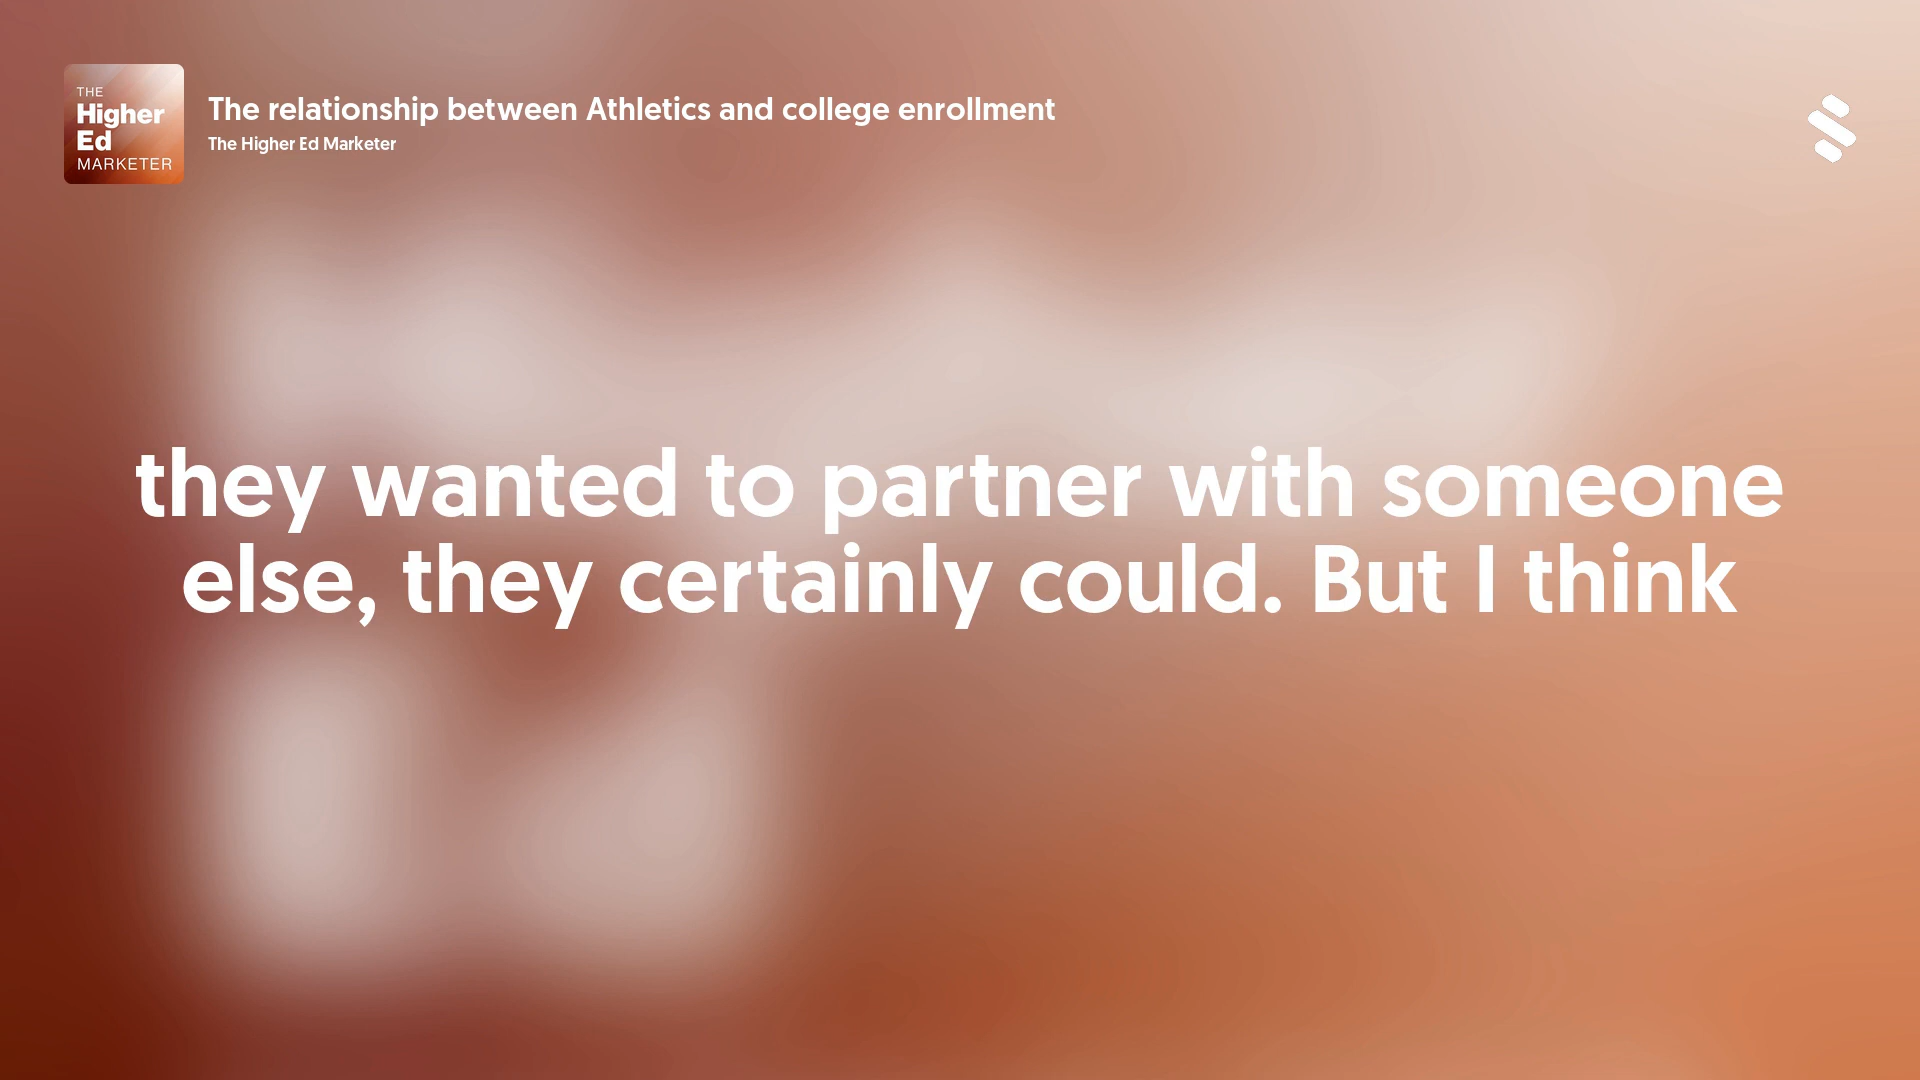 THE
Higher
Ed
MARKETER
The relationship between Athletics and college enrollment
The Higher Ed Marketer
they wanted to partner with someone
else, they certainly could. But I think